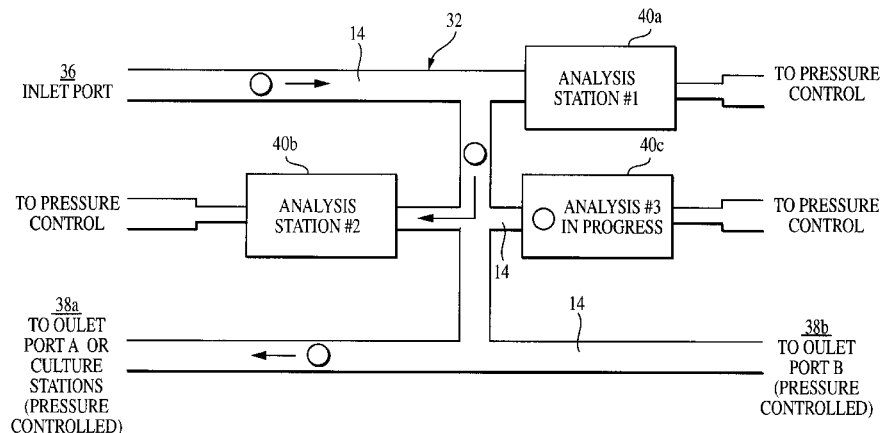 40a
32
14
36
INLET PORT
ANALYSIS
STATION #1
TO PRESSURE
CONTROL
40b
40c
TO PRESSURE
CONTROL
ANALYSIS
STATION #2
ANALYSIS #3
IN PROGRESS
TO PRESSURE
CONTROL
14
38a
TO OULET
PORT A OR
CULTURE
STATIONS
(PRESSURE
CONTROLLED)
14
38b
TO OULET
PORT B
(PRESSURE
CONTROLLED)